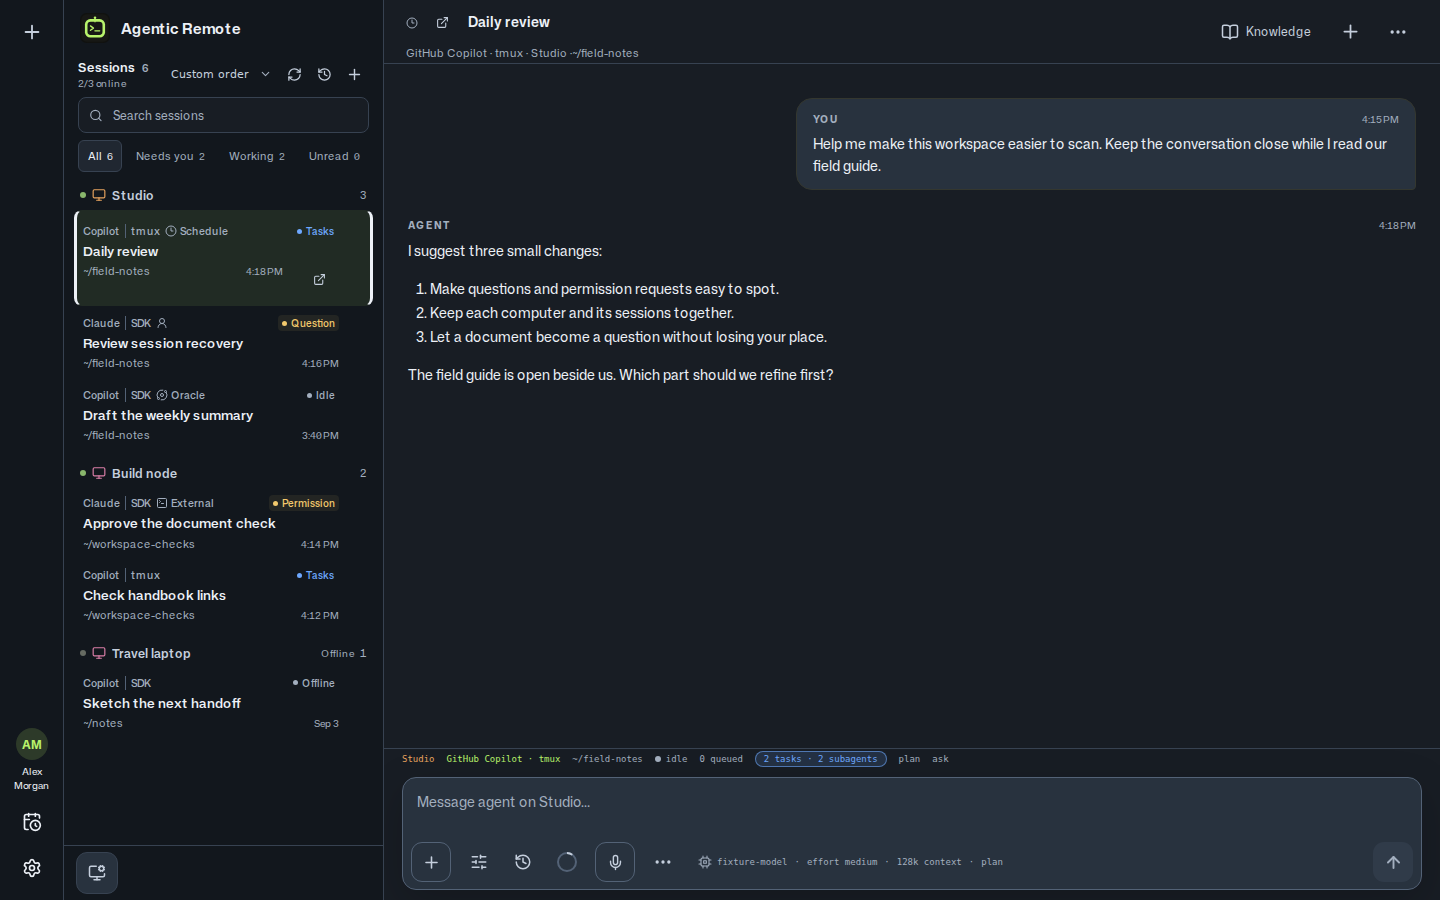 Agentic Remote
Sessions 6
2/3 online
Custom order
Search sessions
All 6
Needs you 2
Working 2
Unread 0
Studio 3
Copilot | tmux Schedule Tasks
Daily review
~/field-notes 4:18 PM
Claude | SDK Question
Review session recovery
~/field-notes 4:16 PM
Copilot | SDK Oracle Idle
Draft the weekly summary
~/field-notes 3:40 PM
Build node 2
Claude | SDK External Permission
Approve the document check
~/workspace-checks 4:14 PM
Copilot | tmux Tasks
Check handbook links
~/workspace-checks 4:12 PM
Travel laptop Offline 1
Copilot | SDK Offline
Sketch the next handoff
~/notes Sep 3
AM
Alex
Morgan
Daily review
GitHub Copilot · tmux · Studio · ~/field-notes
Knowledge
YOU 4:15 PM
Help me make this workspace easier to scan. Keep the conversation close while I read our
field guide.
AGENT 4:18 PM
I suggest three small changes:
1. Make questions and permission requests easy to spot.
2. Keep each computer and its sessions together.
3. Let a document become a question without losing your place.
The field guide is open beside us. Which part should we refine first?
Studio GitHub Copilot · tmux ~/field-notes idle 0 queued 2 tasks · 2 subagents plan ask
Message agent on Studio...
fixture-model · effort medium · 128k context · plan